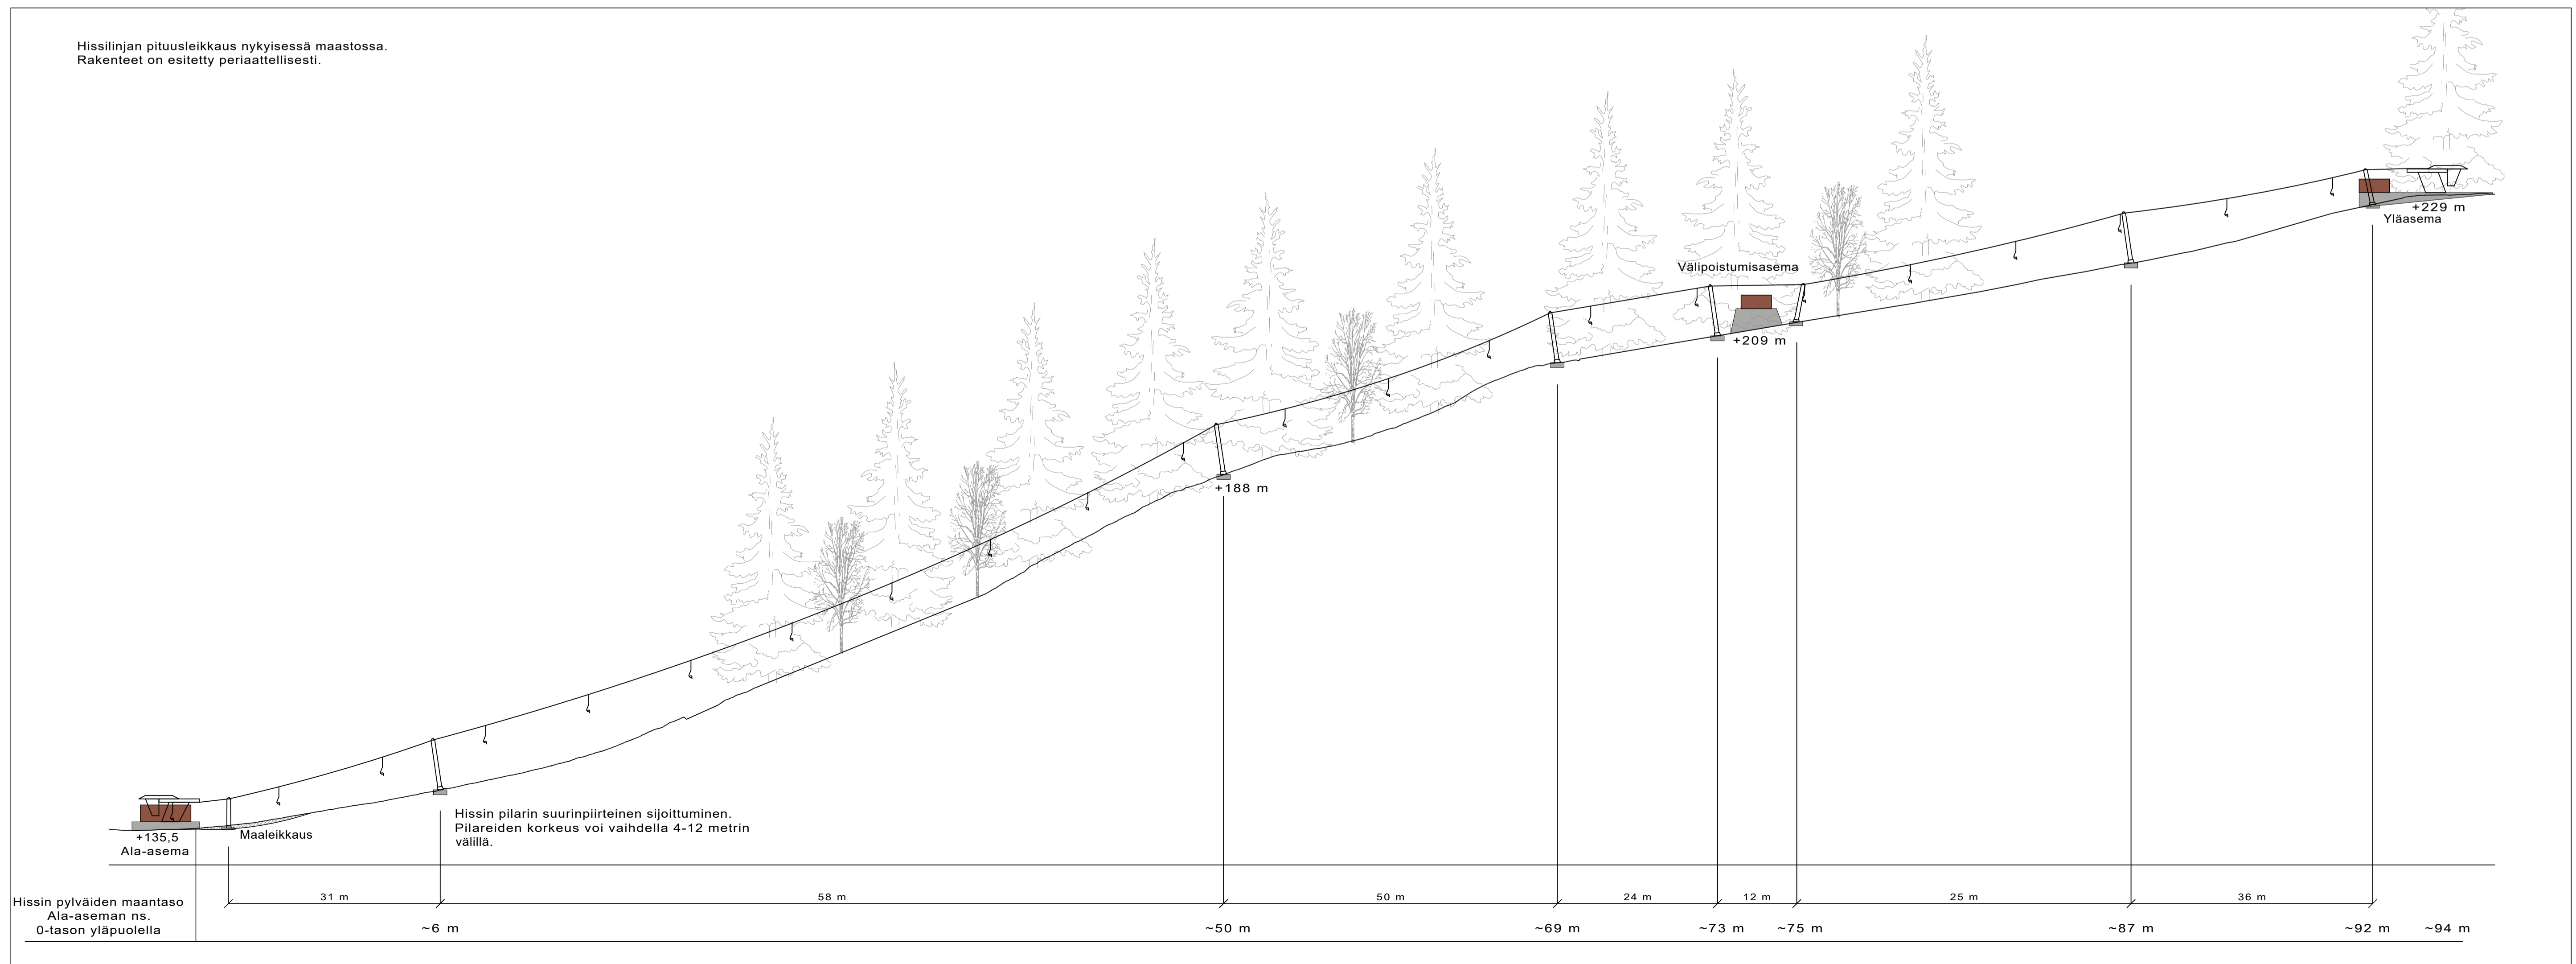 Hissilinjan pituusleikkaus nykyisessä maastossa.
Rakenteet on esitetty periaattellisesti.
+229 m
Yläasema
Välipoistumisasema
+209 m
+188 m
Hissin pilarin suurinpiirteinen sijoittuminen.
Pilareiden korkeus voi vaihdella 4-12 metrin
välillä.
+135,5
Ala-asema
Maaleikkaus
31 m
58 m
50 m
24 m
12 m
25 m
36 m
Hissin pylväiden maantaso
Ala-aseman ns.
0-tason yläpuolella
~6 m
~50 m
~69 m
~73 m
~75 m
~87 m
~92 m
~94 m